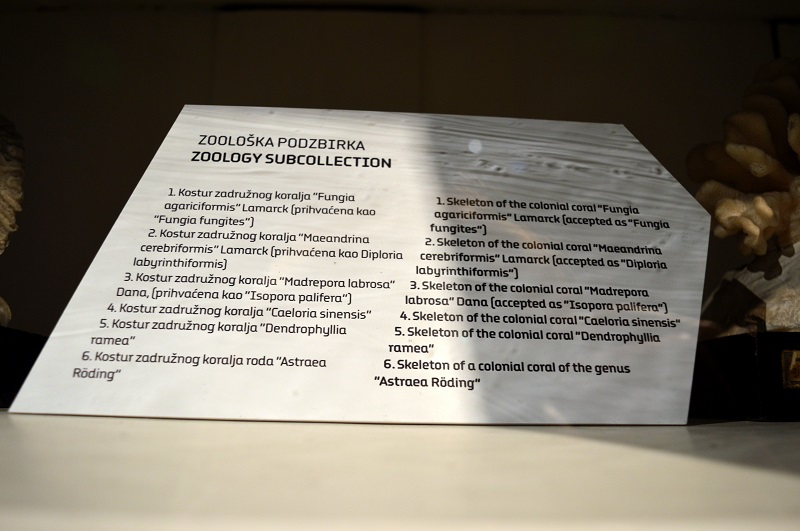 ZOOLOŠKA PODZBIRKA
ZOOLOGY SUBCOLLECTION
1. Kostur zadružnog koralja "Fungia
agariciformis" Lamarck (prihvaćena kao
"Fungia fungites")
2. Kostur zadružnog koralja "Maeandrina
cerebriformis" Lamarck (prihvaćena kao Diploria
labyrinthiformis)
3. Kostur zadružnog koralja "Madrepora labrosa"
Dana, (prihvaćena kao "Isopora palifera")
4. Kostur zadružnog koralja "Caeloria sinensis"
5. Kostur zadružnog koralja "Dendrophyllia
ramea"
6. Kostur zadružnog koralja roda "Astraea
Röding"
1. Skeleton of the colonial coral "Fungia
agariciformis" Lamarck (accepted as "Fungia
fungites")
2. Skeleton of the colonial coral "Maeandrina
cerebriformis" Lamarck (accepted as "Diploria
labyrinthiformis")
3. Skeleton of the colonial coral "Madrepora
labrosa" Dana (accepted as "Isopora palifera")
4. Skeleton of the colonial coral "Caeloria sinensis"
5. Skeleton of the colonial coral "Dendrophyllia
ramea"
6. Skeleton of a colonial coral of the genus
"Astraea Röding"